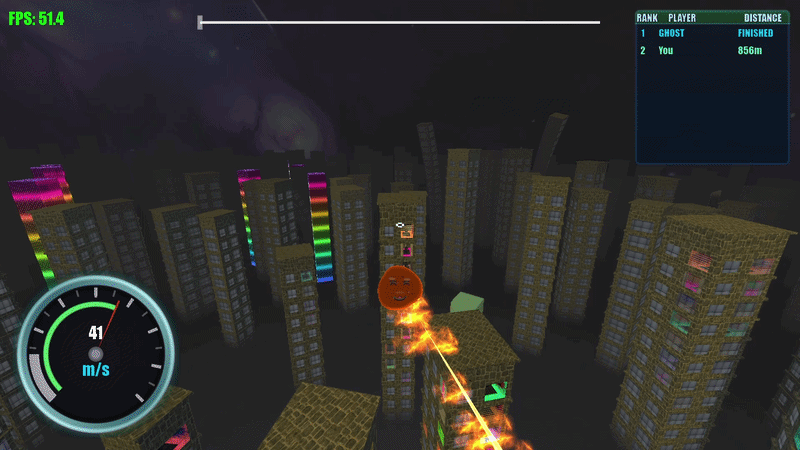 FPS: 51.4
RANK PLAYER DISTANCE
1 GHOST FINISHED
2 You 856m
41
m/s